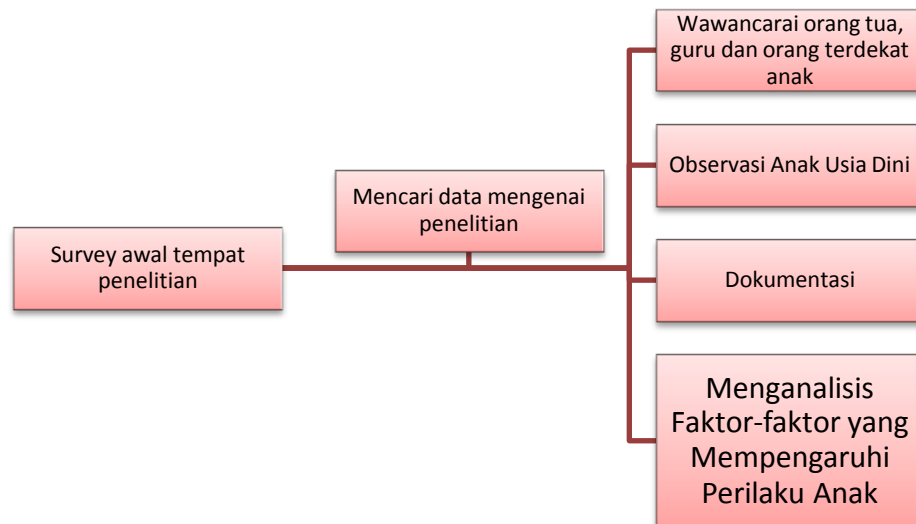 Survey awal tempat
penelitian
Mencari data mengenai
penelitian
Wawancarai orang tua,
guru dan orang terdekat
anak
Observasi Anak Usia Dini
Dokumentasi
Menganalisis
Faktor-faktor yang
Mempengaruhi
Perilaku Anak